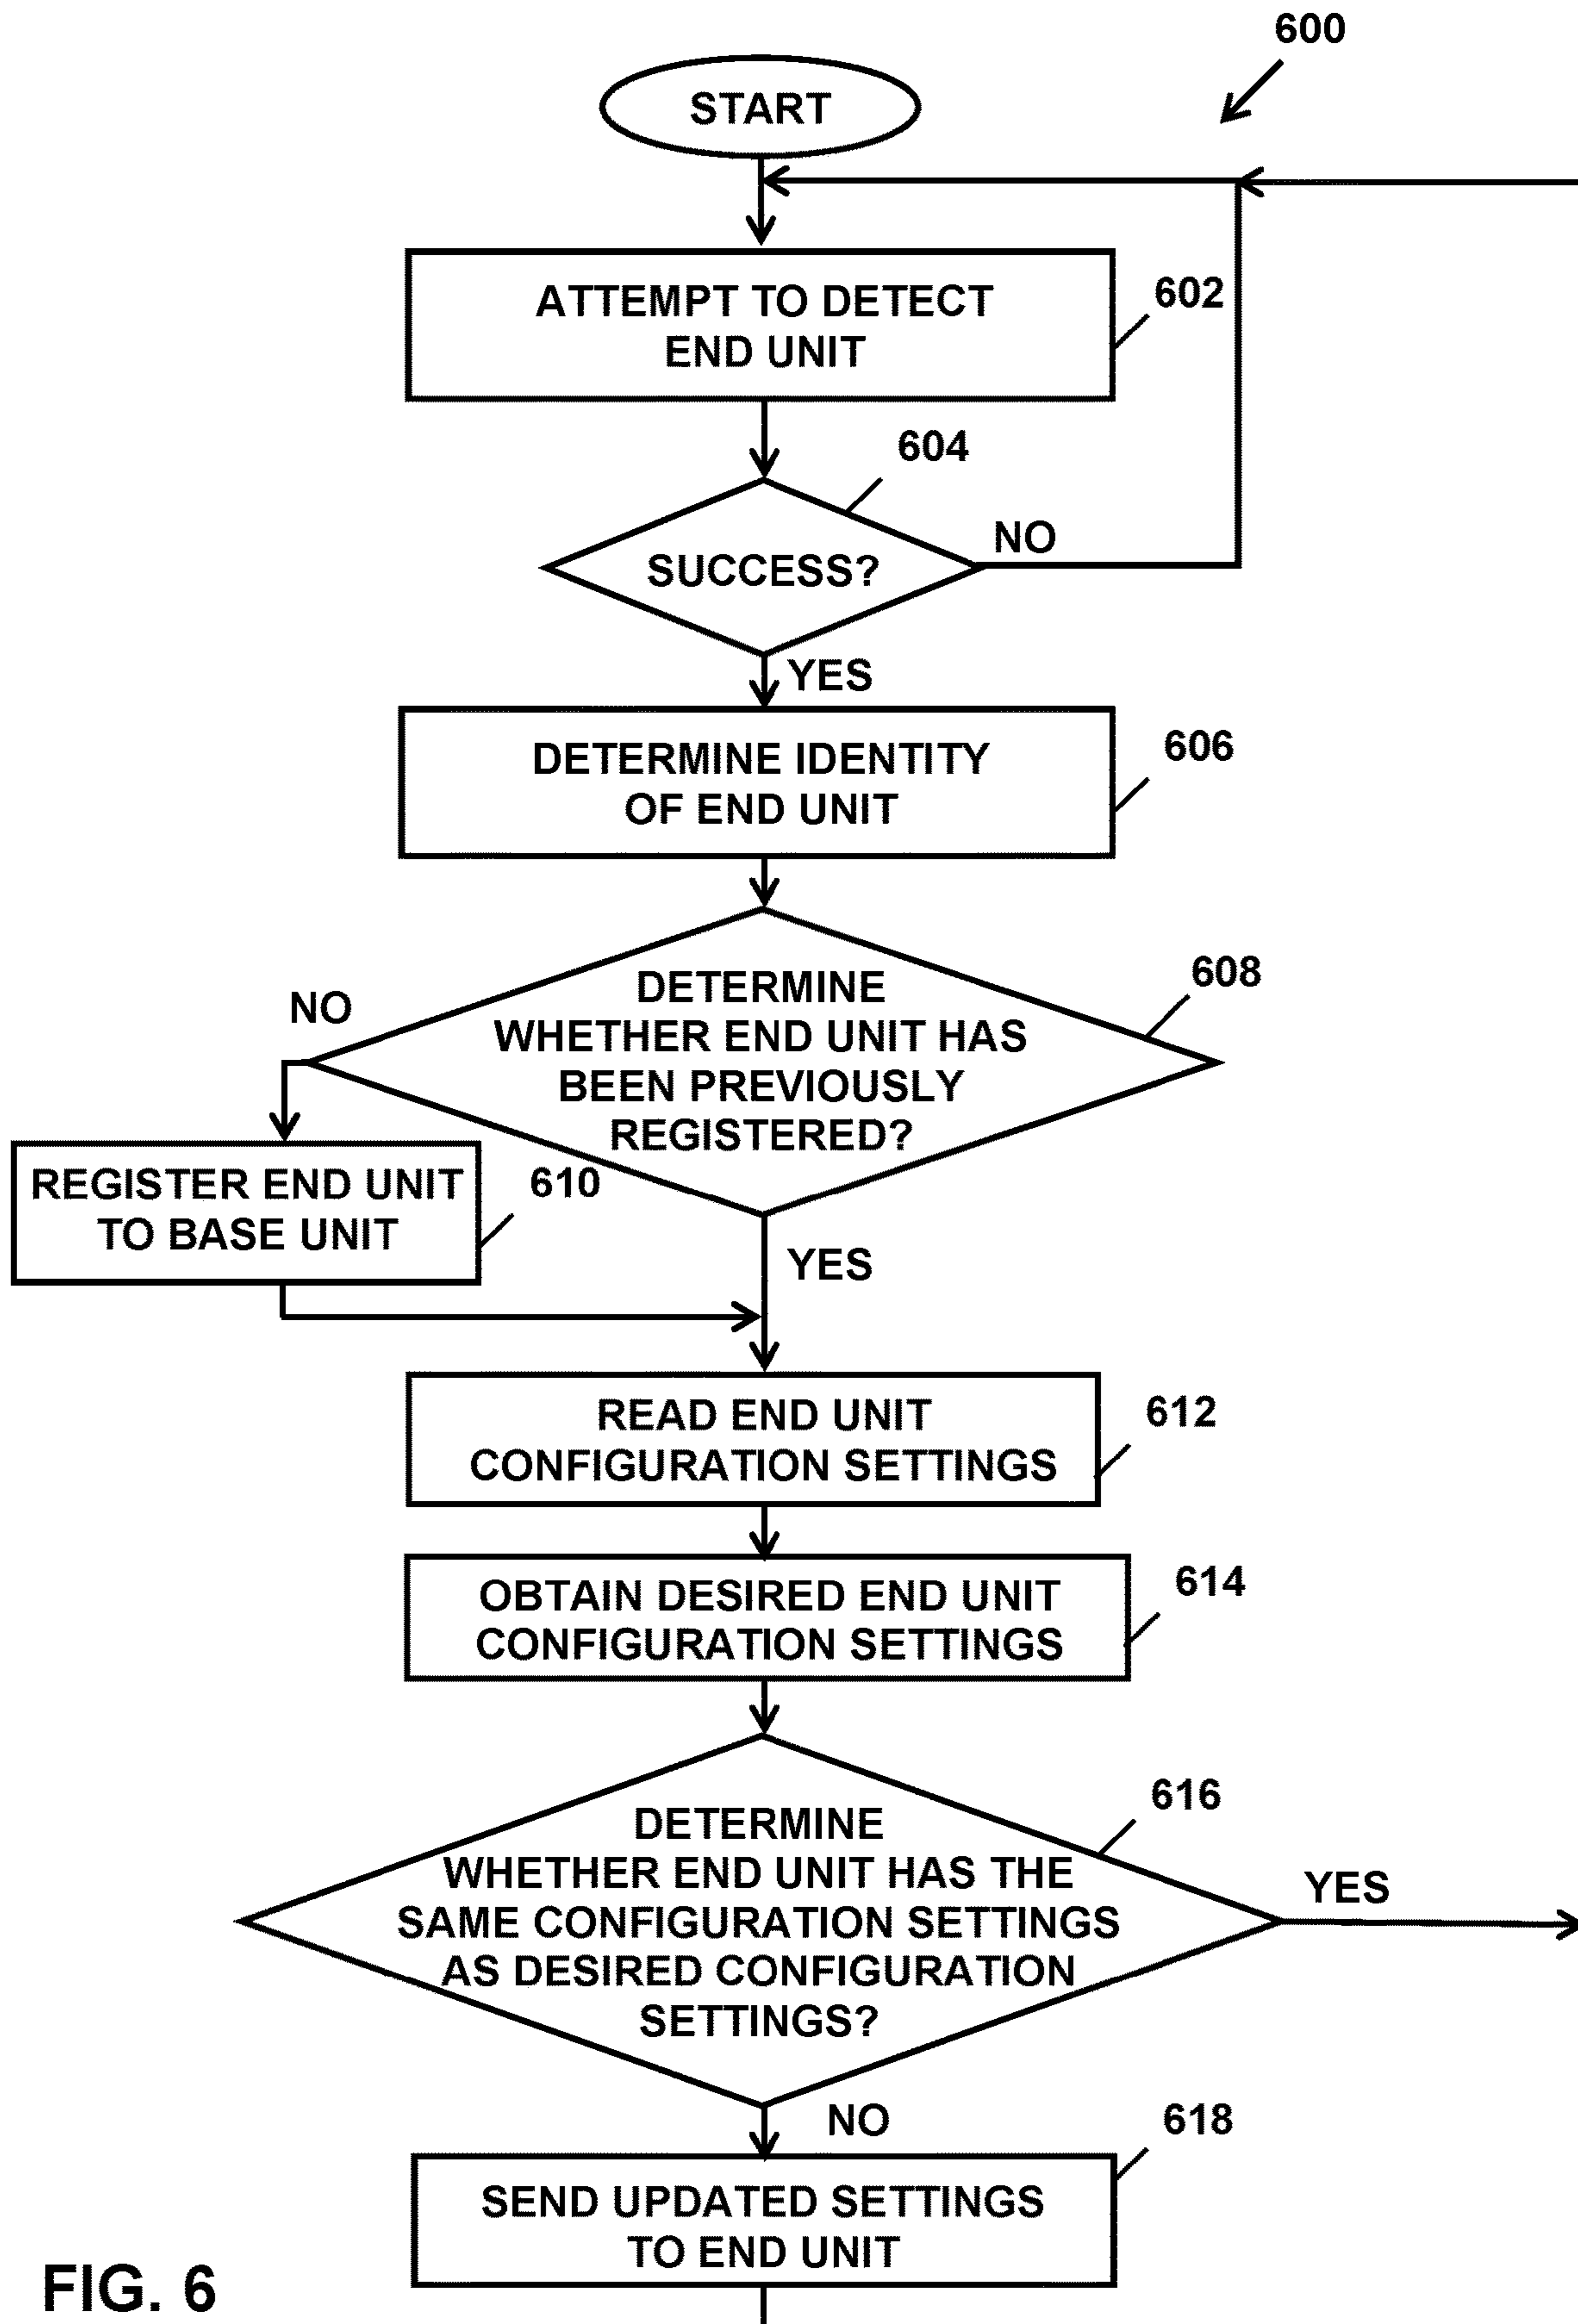 600
START
ATTEMPT TO DETECT
END UNIT
602
604
SUCCESS?
NO
YES
DETERMINE IDENTITY
OF END UNIT
606
608
DETERMINE
WHETHER END UNIT HAS
BEEN PREVIOUSLY
REGISTERED?
NO
REGISTER END UNIT
TO BASE UNIT
610
YES
READ END UNIT
CONFIGURATION SETTINGS
612
OBTAIN DESIRED END UNIT
CONFIGURATION SETTINGS
614
616
DETERMINE
WHETHER END UNIT HAS THE
SAME CONFIGURATION SETTINGS
AS DESIRED CONFIGURATION
SETTINGS?
YES
NO
618
SEND UPDATED SETTINGS
TO END UNIT
FIG. 6